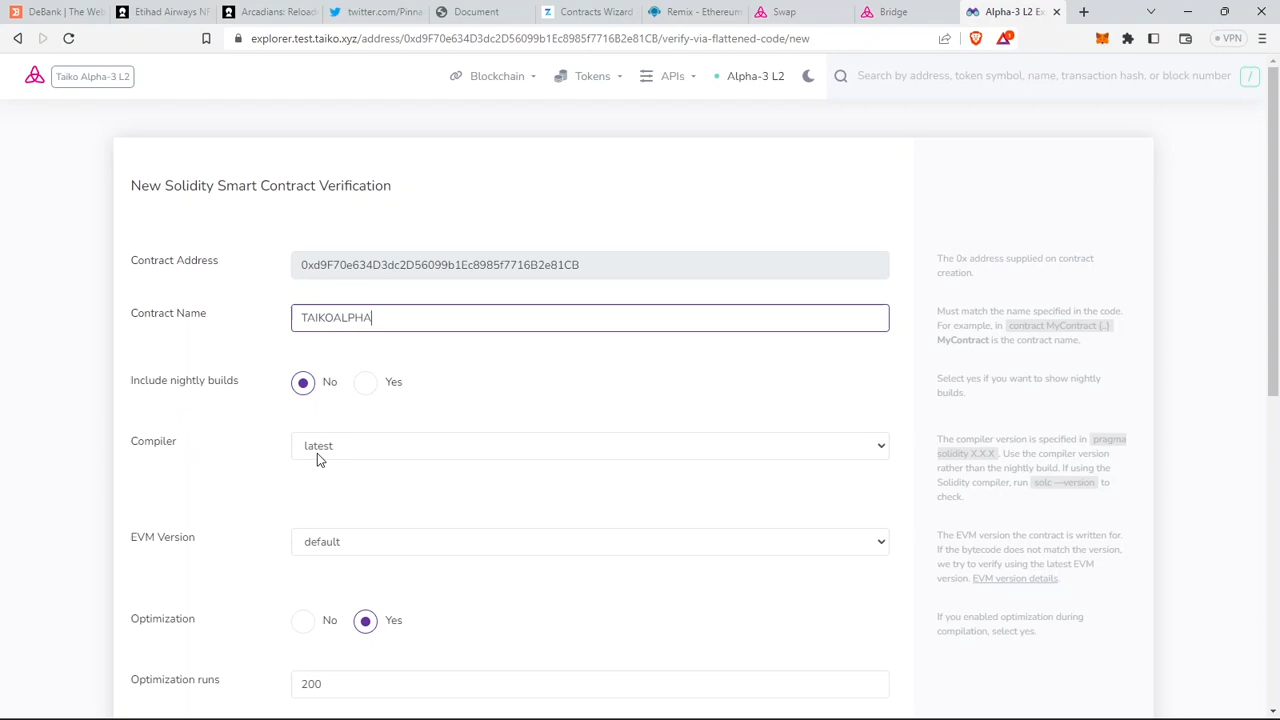 DeBank | The Web
Etihad Airways NF
Arcadians: Reload
twitter.com/Pinna
Document
Contracts Wizard
Remix - Ethereum
Swap
Bridge
Alpha-3 L2 Ex
explorer.test.taiko.xyz/address/0xd9F70e634D3dc2D56099b1Ec8985f7716B2e81CB/verify-via-flattened-code/new
1
VPN
Taiko Alpha-3 L2
Blockchain
Tokens
APIs
Alpha-3 L2
Search by address, token symbol, name, transaction hash, or block number
/
New Solidity Smart Contract Verification
Contract Address
0xd9F70e634D3dc2D56099b1Ec8985f7716B2e81CB
The 0x address supplied on contract
creation.
Contract Name
TAIKOALPHA
Must match the name specified in the code.
For example, in contract MyContract {..}
MyContract is the contract name.
Include nightly builds
No
Yes
Select yes if you want to show nightly
builds.
Compiler
latest
The compiler version is specified in pragma
solidity X.X.X . Use the compiler version
rather than the nightly build. If using the
Solidity compiler, run solc —version to
check.
EVM Version
default
The EVM version the contract is written for.
If the bytecode does not match the version,
we try to verify using the latest EVM
version. EVM version details.
Optimization
No
Yes
If you enabled optimization during
compilation, select yes.
Optimization runs
200